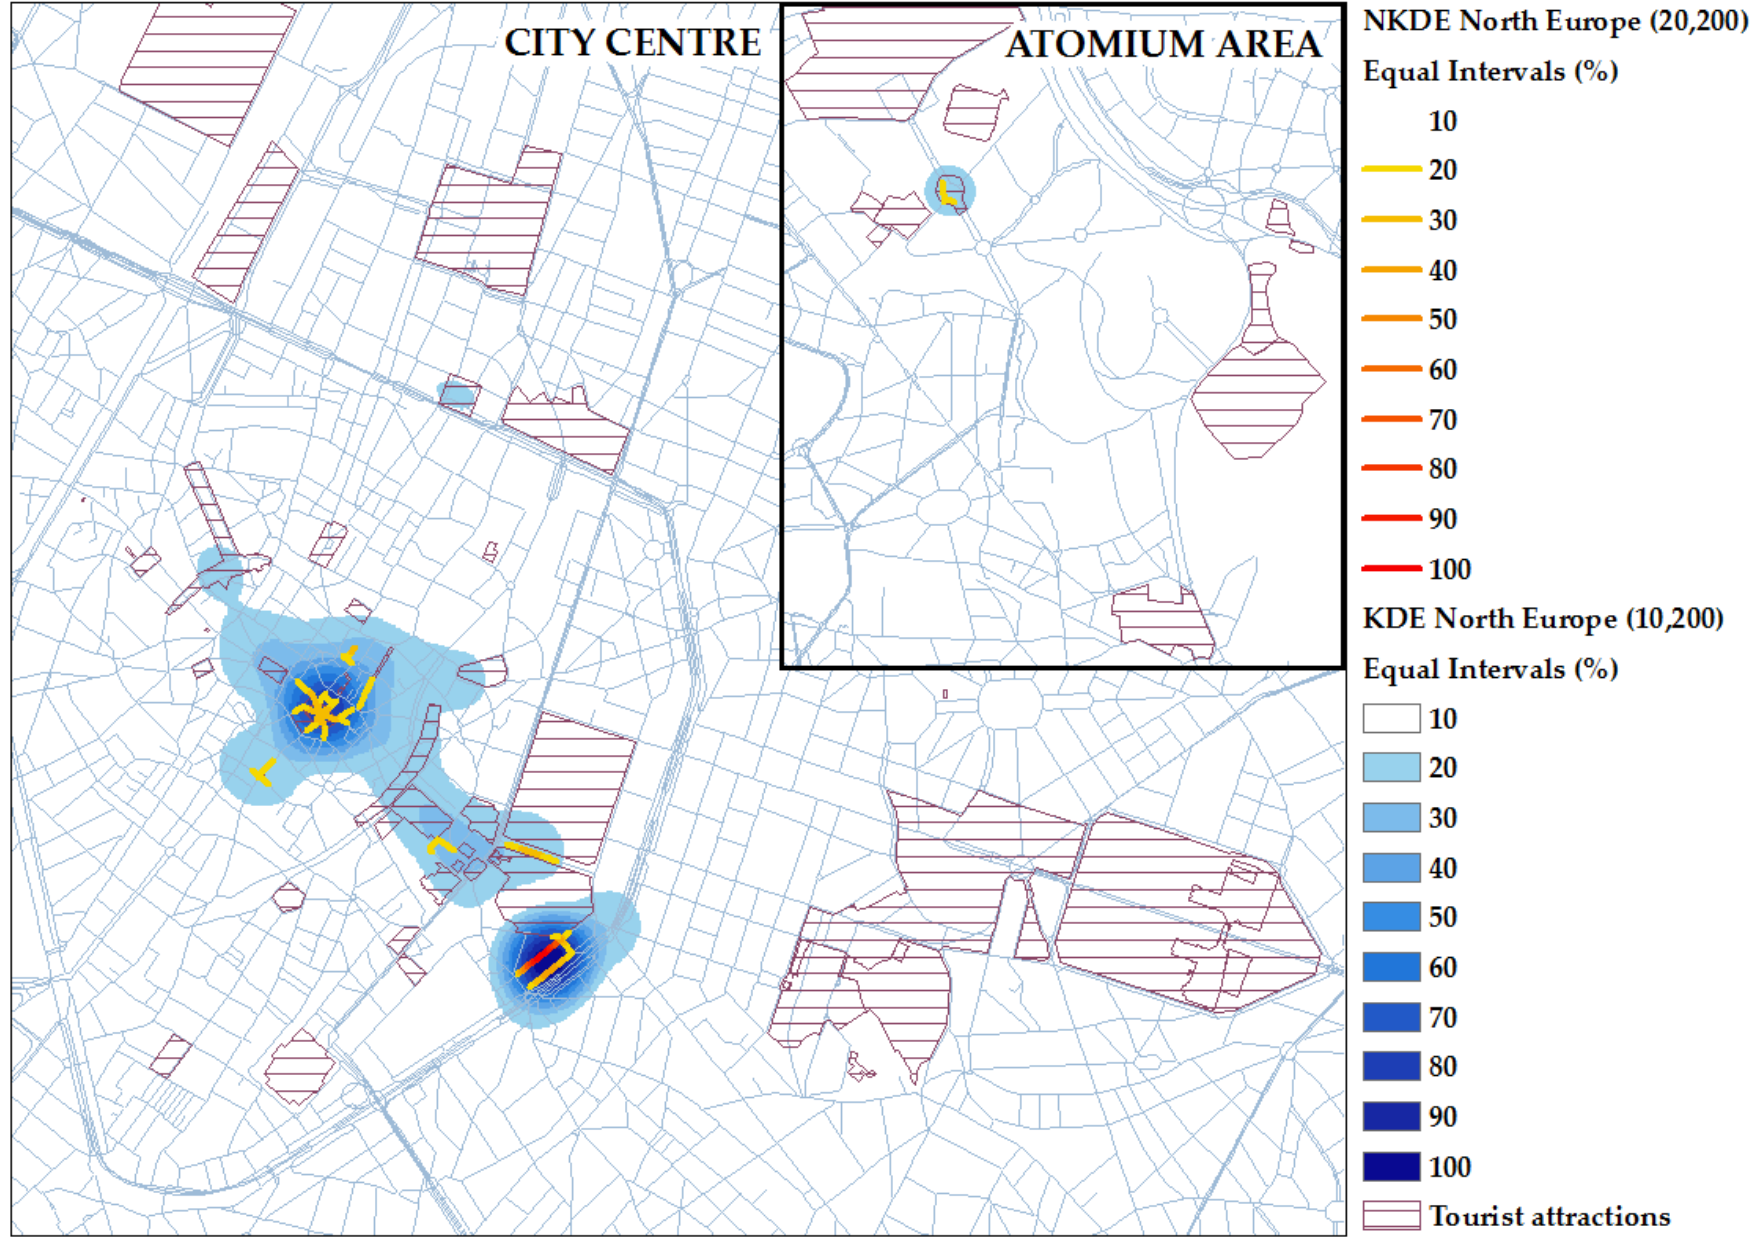 CITY CENTRE
ATOMIUM AREA
NKDE North Europe (20,200)
Equal Intervals (%)
10
20
30
40
50
60
70
80
90
100
KDE North Europe (10,200)
Equal Intervals (%)
10
20
30
40
50
60
70
80
90
100
Tourist attractions